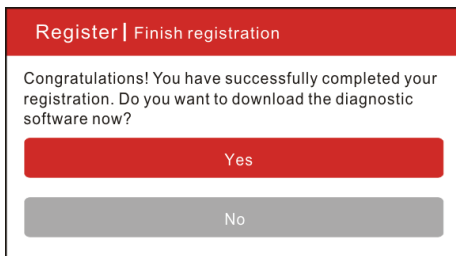 Register | Finish registration
Congratulations! You have successfully completed your
registration. Do you want to download the diagnostic
software now?
Yes
No